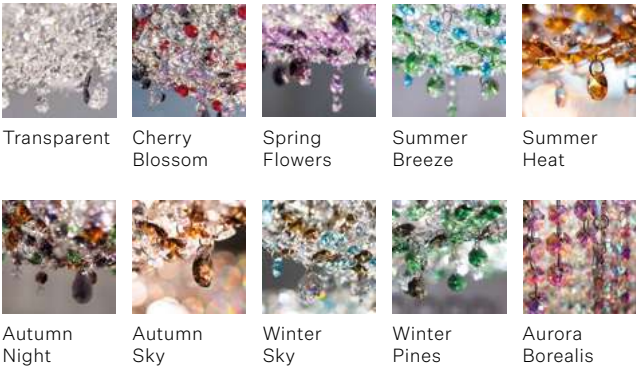 Transparent
Cherry
Blossom
Spring
Flowers
Summer
Breeze
Summer
Heat
Autumn
Night
Autumn
Sky
Winter
Sky
Winter
Pines
Aurora
Borealis